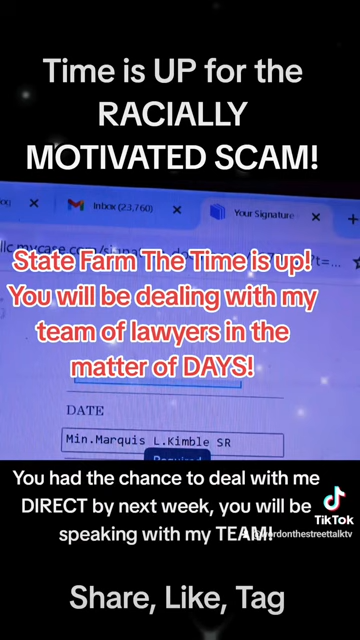 Time is UP for the
RACIALLY
MOTIVATED SCAM!
Inbox (23,760)
Your Signature
State Farm The Time is up!
You will be dealing with my
team of lawyers in the
matter of DAYS!
DATE
Min.Marquis L.Kimble SR
Required
You had the chance to deal with me
DIRECT by next week, you will be
speaking with my TEAM!
TikTok
Share, Like, Tag